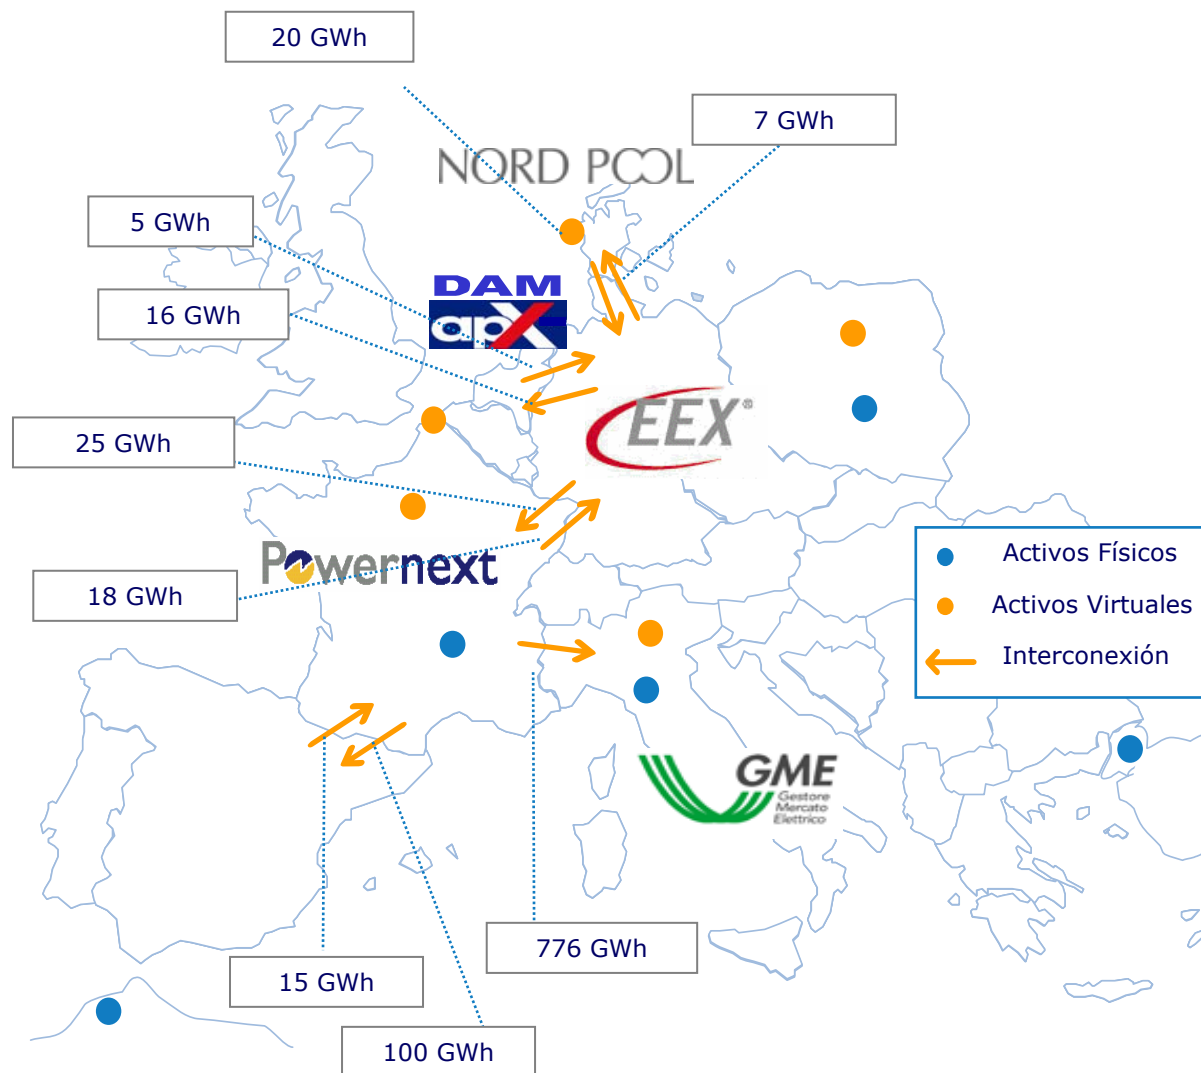 20 GWh
7 GWh
NORD POOL
5 GWh
DAM
apX
16 GWh
EEX®
25 GWh
Powernext
Activos Físicos
18 GWh
Activos Virtuales
Interconexión
GME
Gestore
Mercato
Elettrico
776 GWh
15 GWh
100 GWh